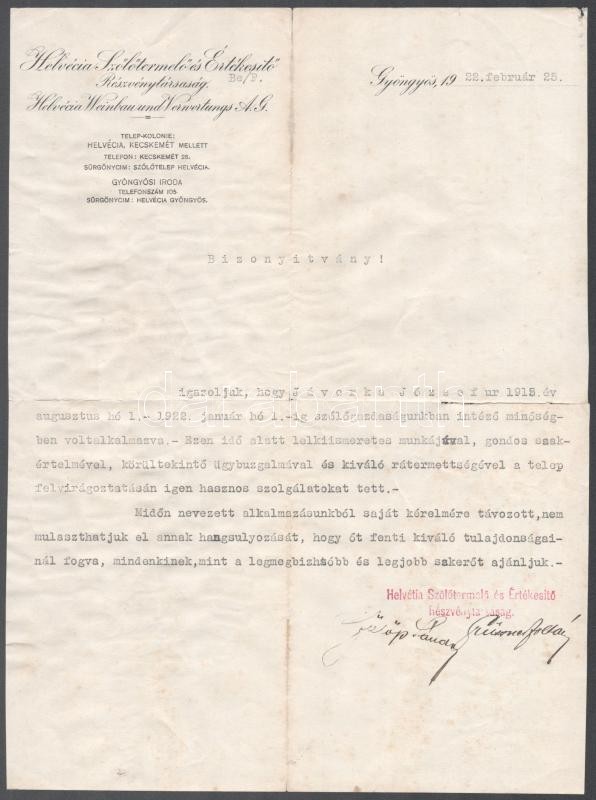 Helvécia Szőlőtermelő és Értékesítő
Részvénytársaság.
Be/P.
Helvécia Weinbau und Verwertungs A.G.
Gyöngyös, 1922.február 25.
TELEP-KOLONIE:
HELVÉCIA, KECSKEMÉT MELLETT
TELEFON: KECSKEMÉT 28.
SÜRGÖNYCIM: SZŐLŐTELEP HELVÉCIA.
GYÖNGYÖSI IRODA
TELEFONSZÁM 105.
SÜRGÖNYCIM: HELVÉCIA GYÖNGYÖS.
Bizonyitvány!
igazoljuk, hogy Jávorka József ur 1915.év
augusztus hó 1.- 1922. január hó 1.-ig szőlőgazdaságunkban intéző minőség-
ben voltalkalmazva.- Ezen idő alatt lelkiismeretes munkájával, gondos szak-
értelmével, körültekintő ügybuzgalmával és kiváló rátermettségével a telep
felvirágoztatásán igen hasznos szolgálatokat tett.-
Midőn nevezett alkalmazásunkból saját kérelmére távozott,nem
mulaszthatjuk el annak hangsulyozását, hogy őt fenti kiváló tulajdonságai-
nál fogva, mindenkinek,mint a legmegbizhatóbb és legjobb szakerőt ajánljuk.-
Helvétia Szőlőtermelő és Értékesítő
Részvénytársaság.